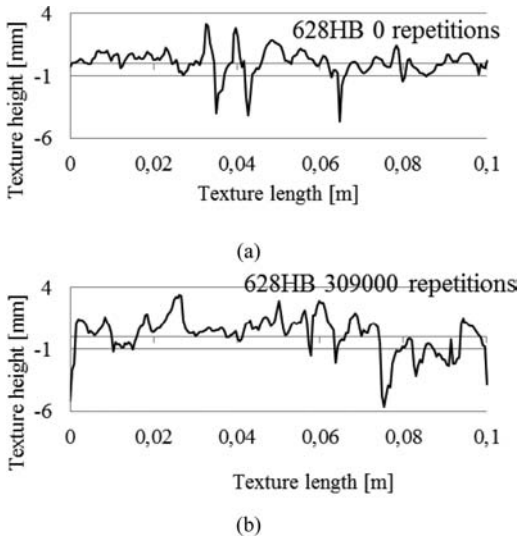 4
628HB 0 repetitions
Texture height [mm]
-1
-6
0 0,02 0,04 0,06 0,08 0,1
Texture length [m]
(a)
628HB 309000 repetitions
4
Texture height [mm]
-1
-6
0 0,02 0,04 0,06 0,08 0,1
Texture length [m]
(b)